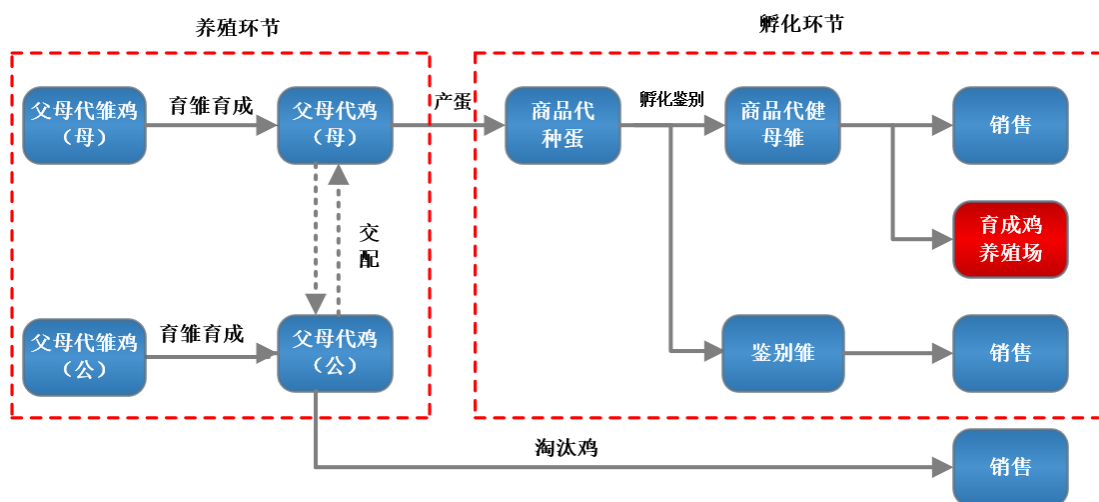 养殖环节
孵化环节
父母代雏鸡
（母）
育雏育成
父母代鸡
（母）
产蛋
商品代
种蛋
孵化鉴别
商品代健
母雏
销售
育成鸡
养殖场
交
配
父母代雏鸡
（公）
育雏育成
父母代鸡
（公）
鉴别雏
销售
淘汰鸡
销售